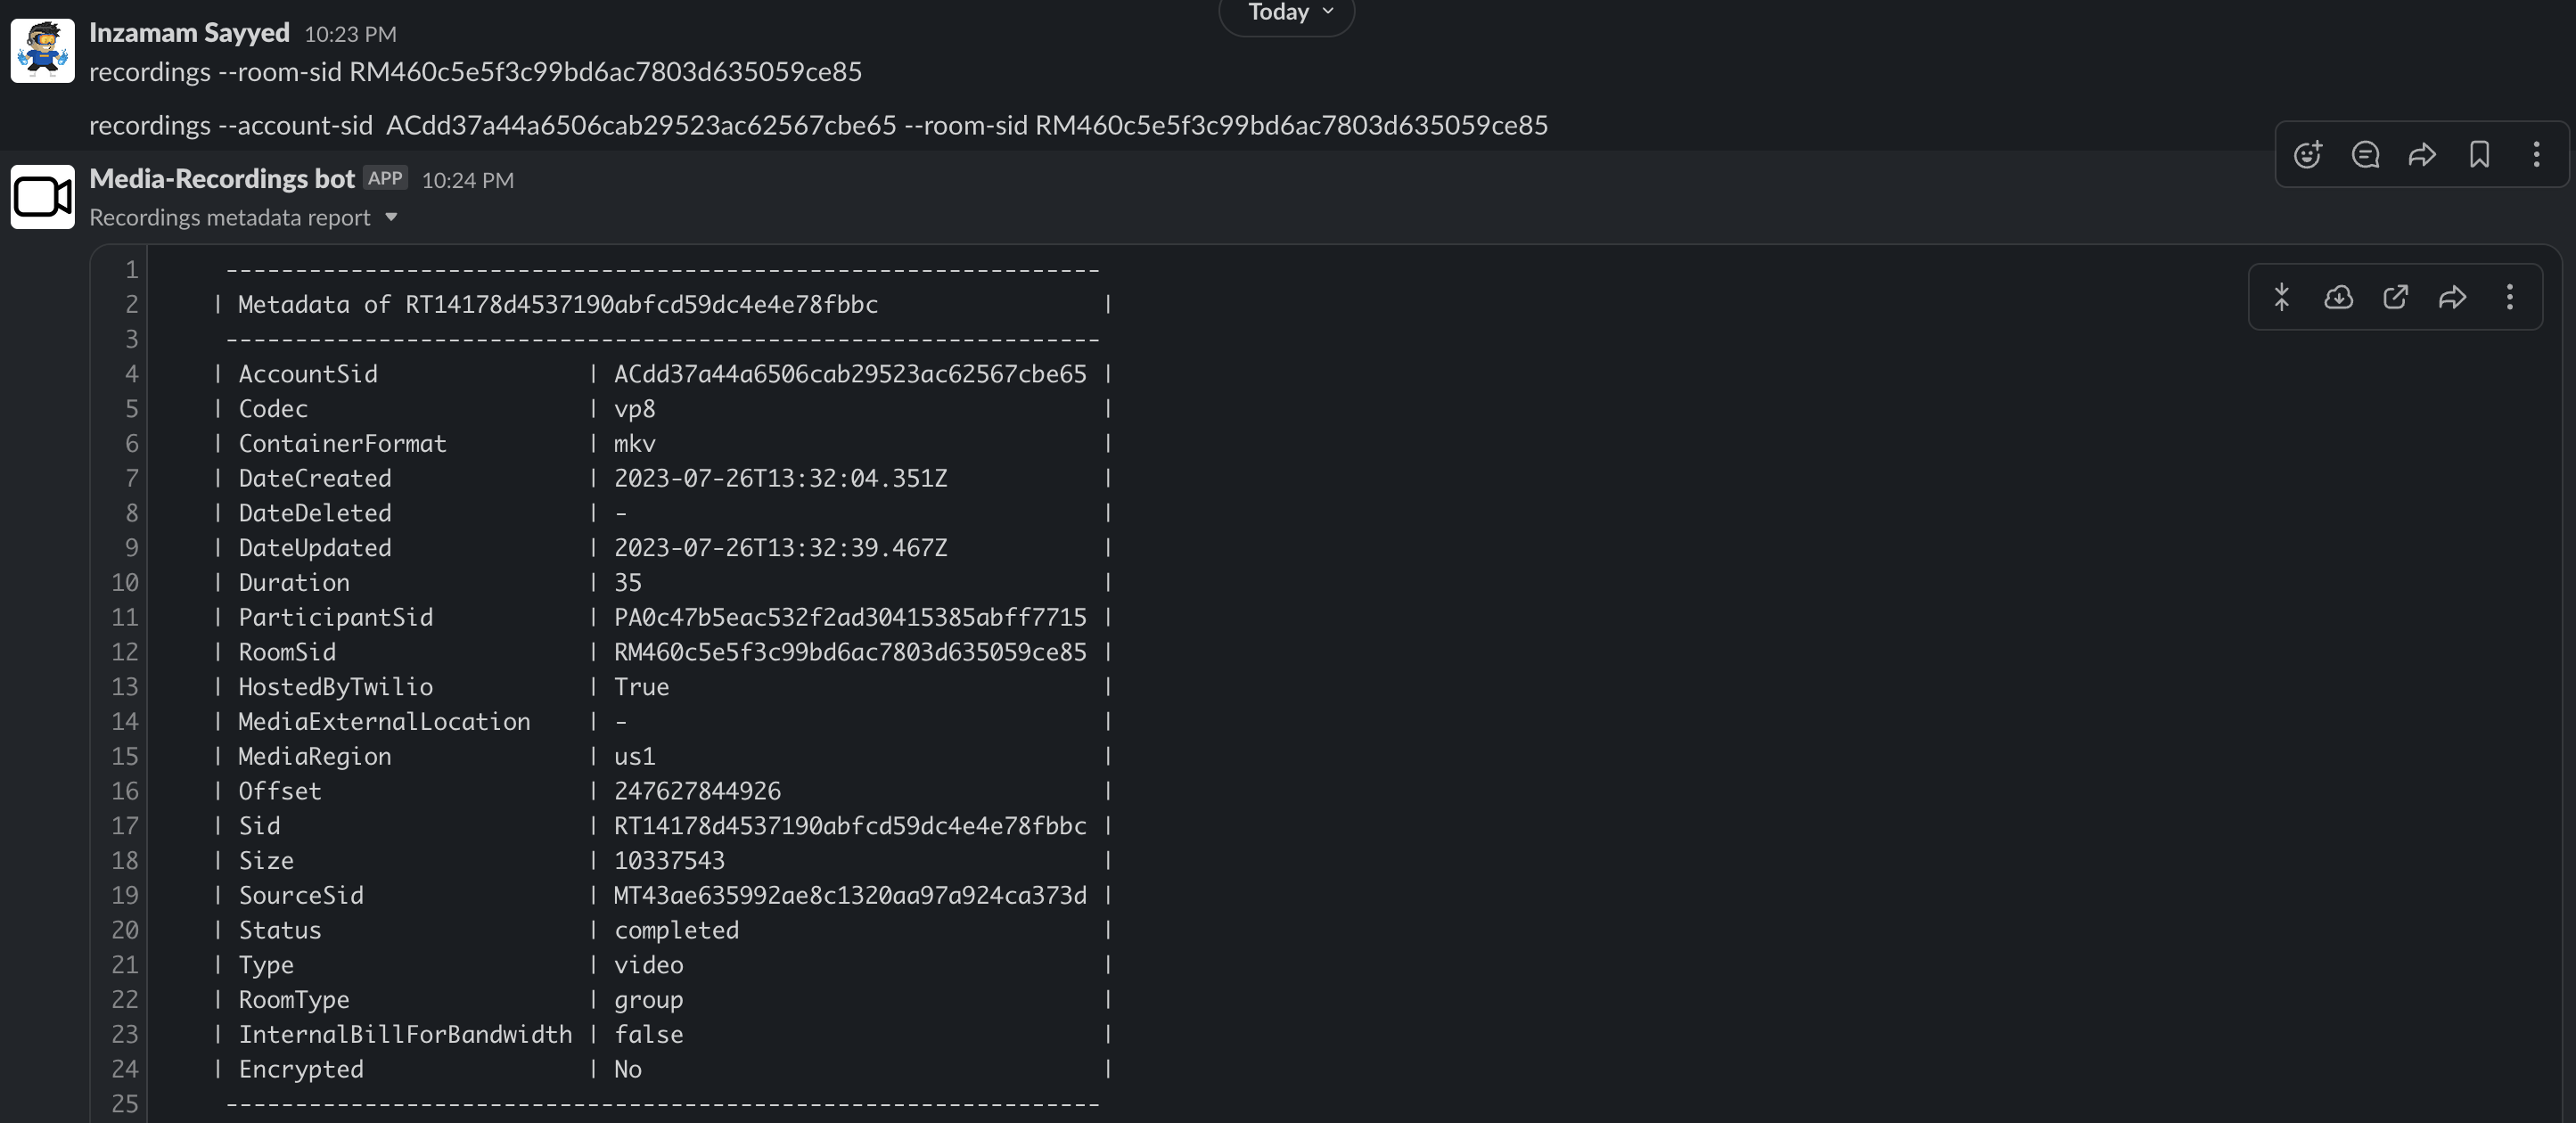 Today
Inzamam Sayyed 10:23 PM
recordings --room-sid RM460c5e5f3c99bd6ac7803d635059ce85
recordings --account-sid  ACdd37a44a6506cab29523ac62567cbe65 --room-sid RM460c5e5f3c99bd6ac7803d635059ce85
Media-Recordings bot APP 10:24 PM
Recordings metadata report
1 ---------------------------------------------------------------
2 | Metadata of RT14178d4537190abfcd59dc4e4e78fbbc |
3 ---------------------------------------------------------------
4 | AccountSid | ACdd37a44a6506cab29523ac62567cbe65 |
5 | Codec | vp8 |
6 | ContainerFormat | mkv |
7 | DateCreated | 2023-07-26T13:32:04.351Z |
8 | DateDeleted | - |
9 | DateUpdated | 2023-07-26T13:32:39.467Z |
10 | Duration | 35 |
11 | ParticipantSid | PA0c47b5eac532f2ad30415385abff7715 |
12 | RoomSid | RM460c5e5f3c99bd6ac7803d635059ce85 |
13 | HostedByTwilio | True |
14 | MediaExternalLocation | - |
15 | MediaRegion | us1 |
16 | Offset | 247627844926 |
17 | Sid | RT14178d4537190abfcd59dc4e4e78fbbc |
18 | Size | 10337543 |
19 | SourceSid | MT43ae635992ae8c1320aa97a924ca373d |
20 | Status | completed |
21 | Type | video |
22 | RoomType | group |
23 | InternalBillForBandwidth | false |
24 | Encrypted | No |
25 ---------------------------------------------------------------